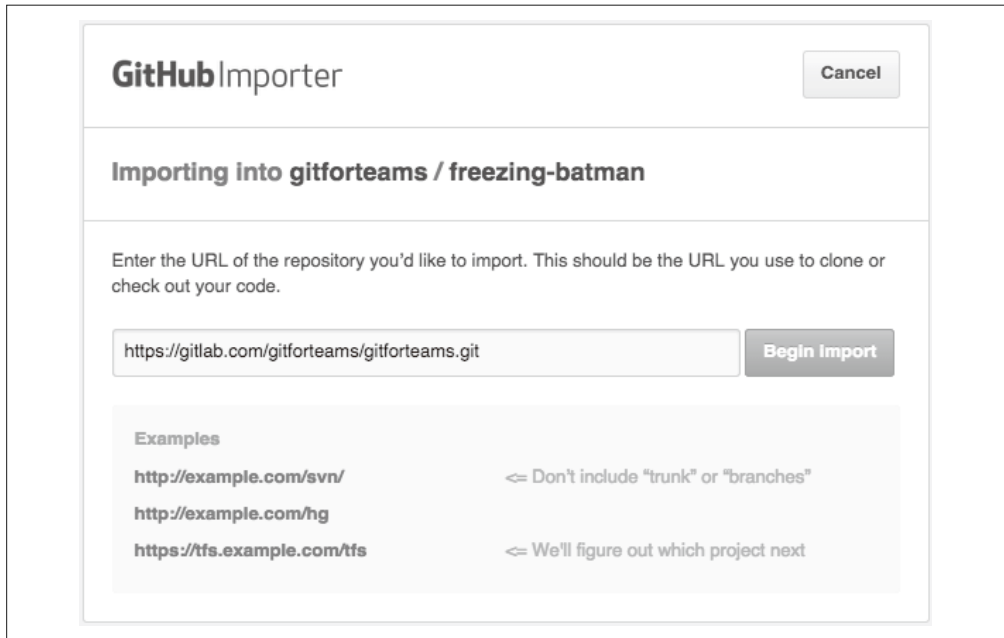 GitHub Importer
Cancel
Importing into gitforteams / freezing-batman
Enter the URL of the repository you'd like to import. This should be the URL you use to clone or
check out your code.
https://gitlab.com/gitforteams/gitforteams.git
Begin import
Examples
http://example.com/svn/ <= Don't include “trunk” or “branches”
http://example.com/hg
https://tfs.example.com/tfs <= We'll figure out which project next